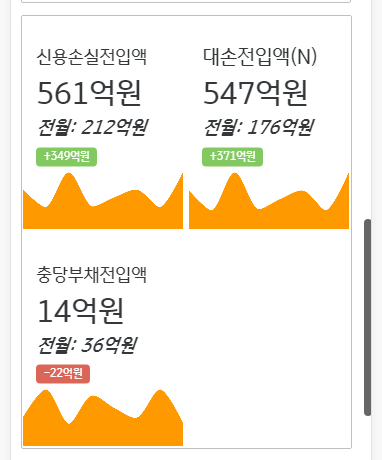 신용손실전입액
561억원
전월: 212억원
+349억원
대손전입액(N)
547억원
전월: 176억원
+371억원
충당부채전입액
14억원
전월: 36억원
-22억원